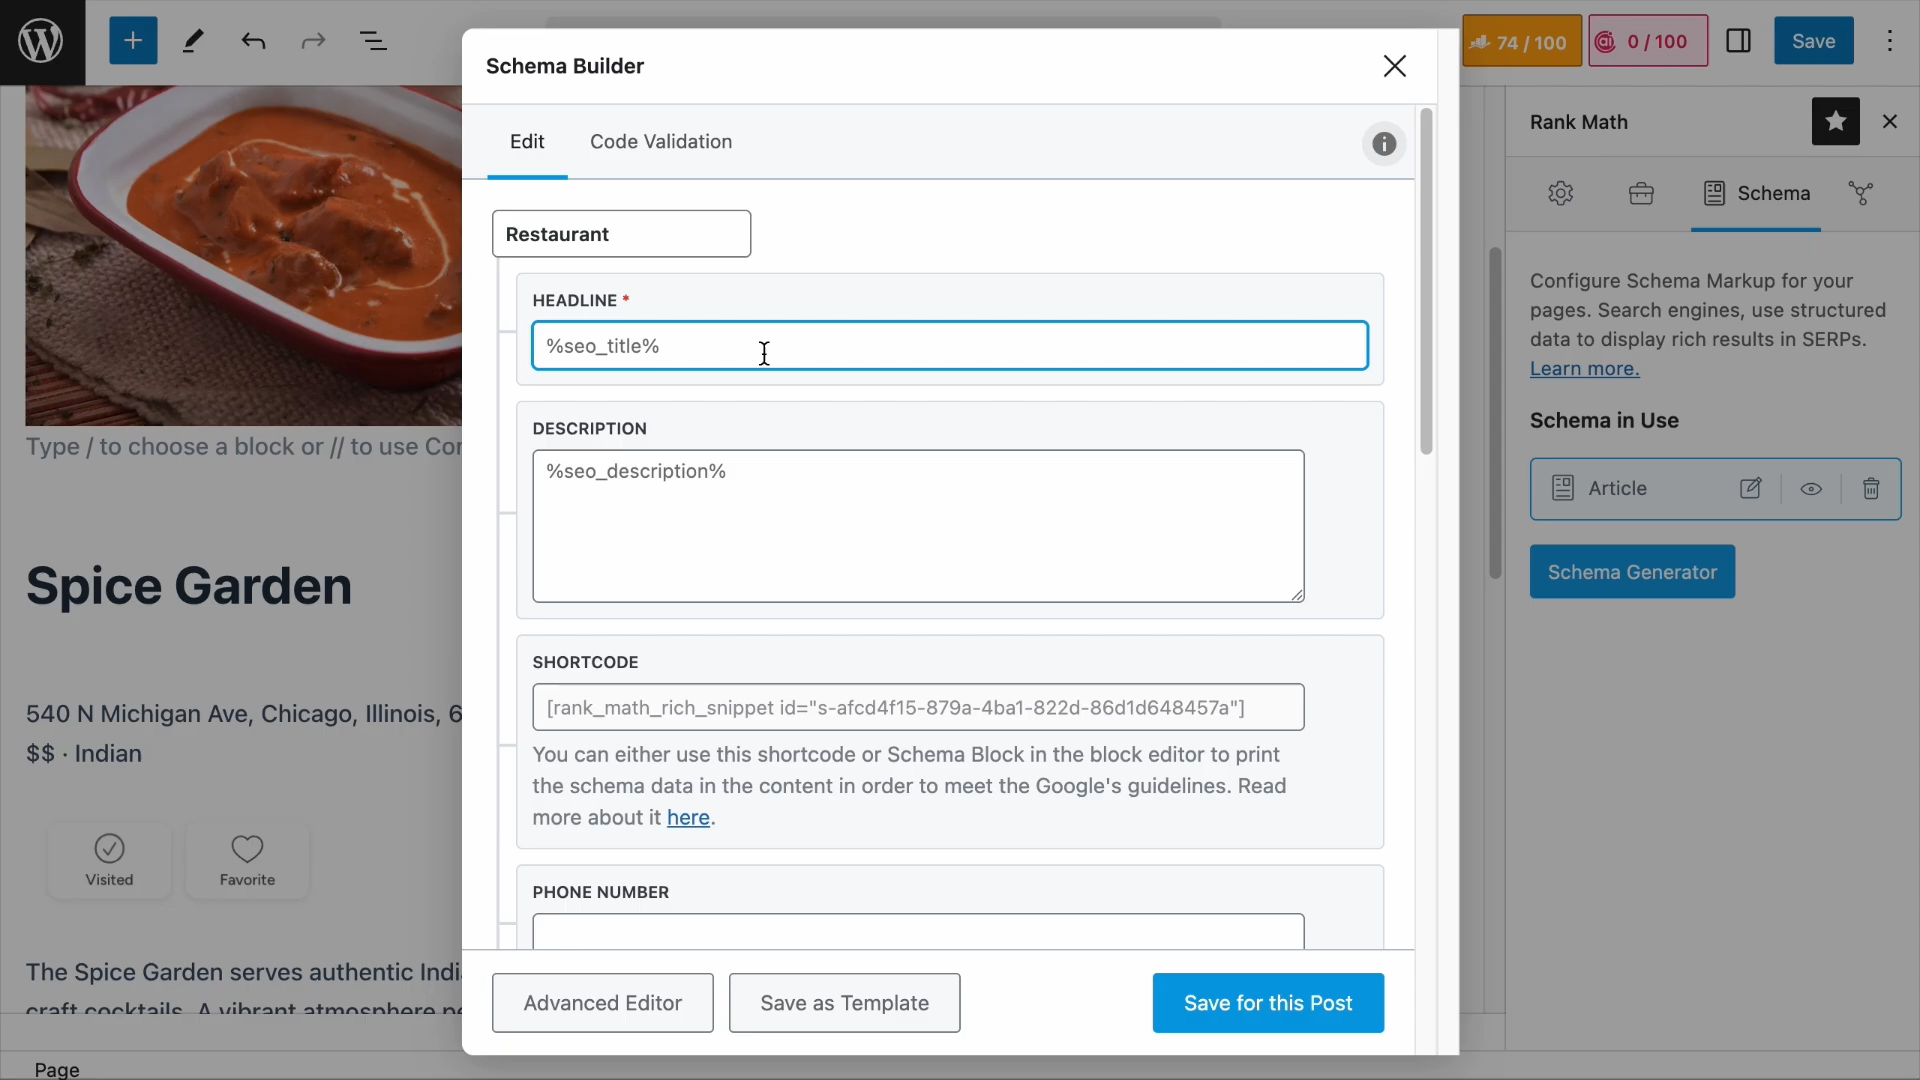 74 / 100
0 / 100
Save
Schema Builder
Edit
Code Validation
Restaurant
HEADLINE *
%seo_title%
DESCRIPTION
%seo_description%
SHORTCODE
[rank_math_rich_snippet id="s-afcd4f15-879a-4ba1-822d-86d1d648457a"]
You can either use this shortcode or Schema Block in the block editor to print
the schema data in the content in order to meet the Google's guidelines. Read
more about it here.
PHONE NUMBER
Advanced Editor
Save as Template
Save for this Post
Type / to choose a block or // to use Cor
Spice Garden
540 N Michigan Ave, Chicago, Illinois, 6
$$ · Indian
Visited
Favorite
The Spice Garden serves authentic Indi
craft cocktails. A vibrant atmosphere pe
Page
Rank Math
Schema
Configure Schema Markup for your
pages. Search engines, use structured
data to display rich results in SERPs.
Learn more.
Schema in Use
Article
Schema Generator